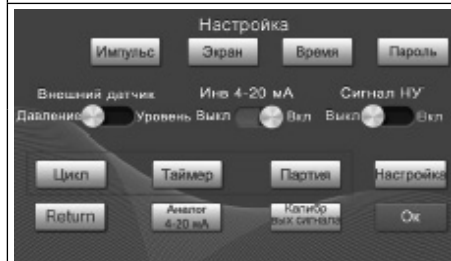 Настройка
Импульс Экран Время Пароль
Внешний датчик Инв 4-20 мА Сигнал НУ
Давление Уровень Выкл Вкл Выкл Вкл
Цикл Таймер Партия Настройка
Return Аналог 4-20 мА Калибр вых сигнала Ок